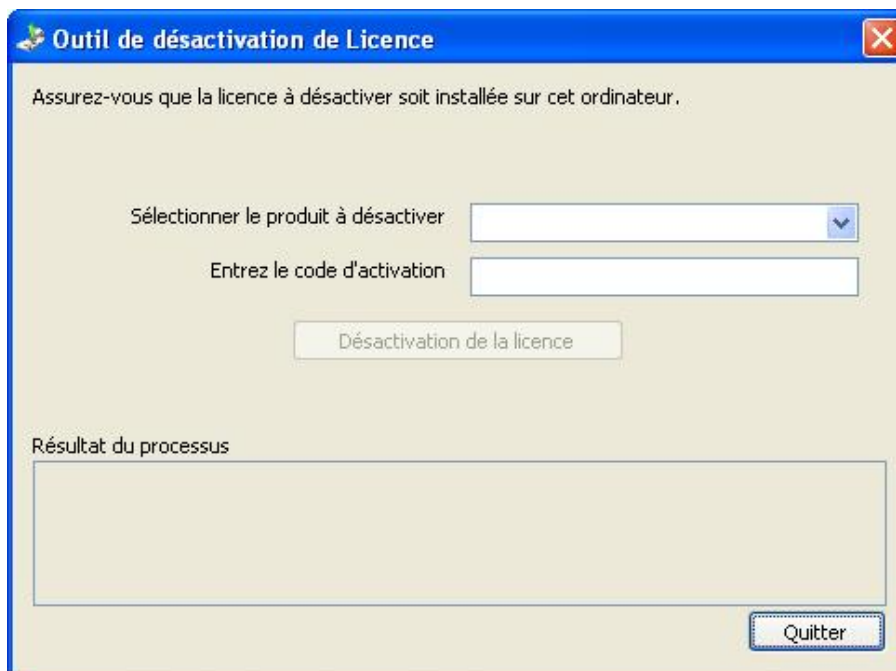 Outil de désactivation de Licence
Assurez-vous que la licence à désactiver soit installée sur cet ordinateur.
Sélectionner le produit à désactiver
Entrez le code d'activation
Désactivation de la licence
Résultat du processus
Quitter